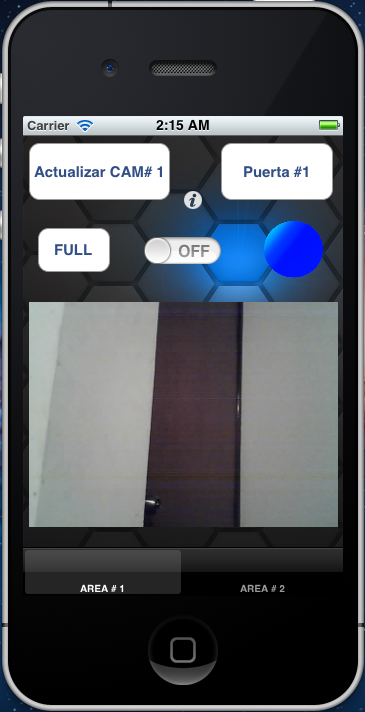 Carrier 2:15 AM
Actualizar CAM# 1
Puerta #1
i
FULL
OFF
AREA # 1
AREA # 2